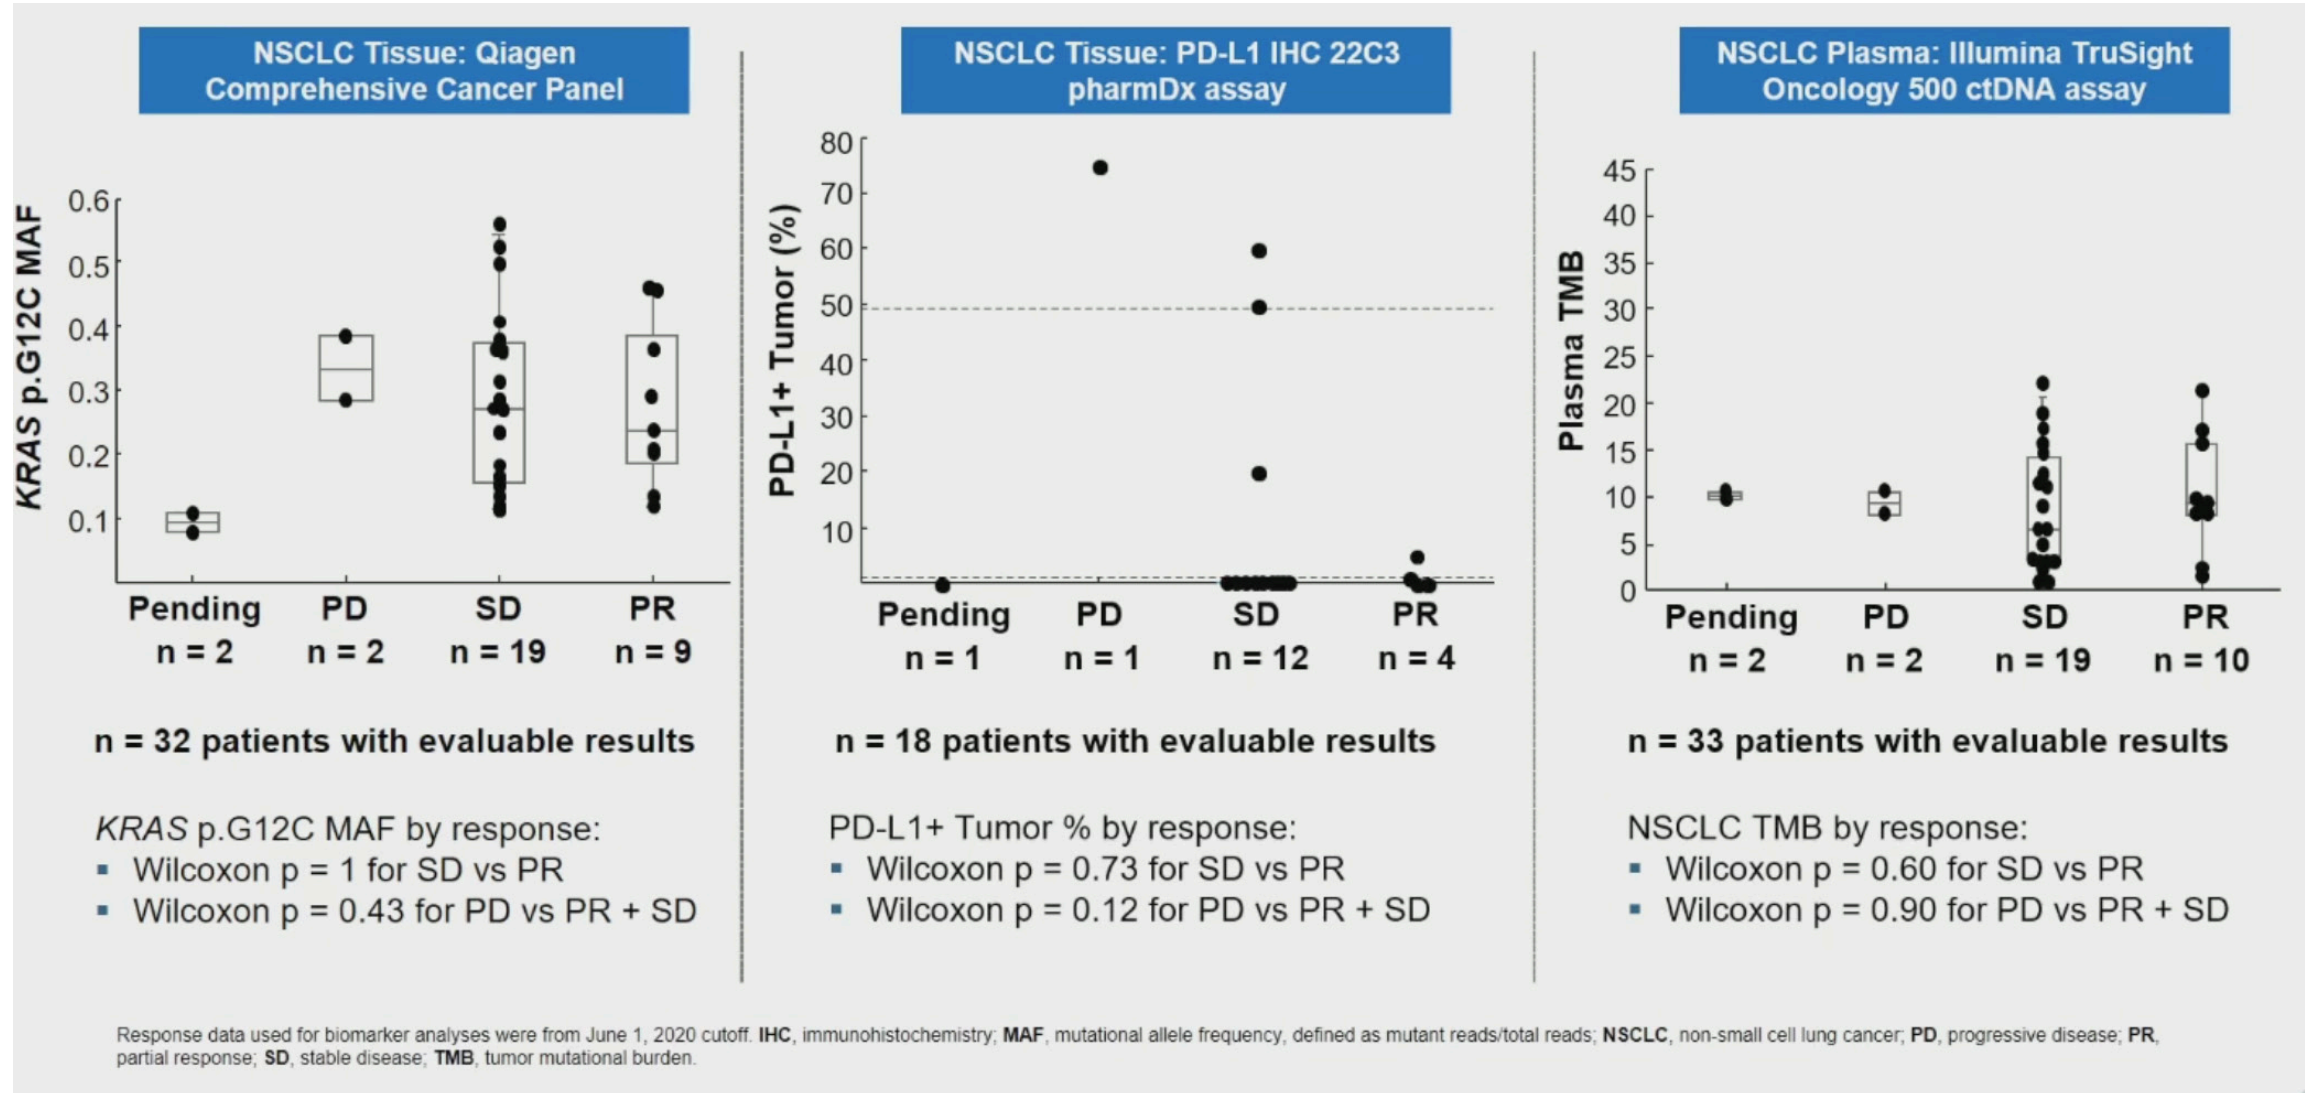 NSCLC Tissue: Qiagen
Comprehensive Cancer Panel
KRAS p.G12C MAF
0.6
0.5
0.4
0.3
0.2
0.1
Pending
PD
SD
PR
n = 2
n = 2
n = 19
n = 9
n = 32 patients with evaluable results
KRAS p.G12C MAF by response:
▪ Wilcoxon p = 1 for SD vs PR
▪ Wilcoxon p = 0.43 for PD vs PR + SD
NSCLC Tissue: PD-L1 IHC 22C3
pharmDx assay
PD-L1+ Tumor (%)
80
70
60
50
40
30
20
10
Pending
PD
SD
PR
n = 1
n = 1
n = 12
n = 4
n = 18 patients with evaluable results
PD-L1+ Tumor % by response:
▪ Wilcoxon p = 0.73 for SD vs PR
▪ Wilcoxon p = 0.12 for PD vs PR + SD
NSCLC Plasma: Illumina TruSight
Oncology 500 ctDNA assay
Plasma TMB
45
40
35
30
25
20
15
10
5
0
Pending
PD
SD
PR
n = 2
n = 2
n = 19
n = 10
n = 33 patients with evaluable results
NSCLC TMB by response:
▪ Wilcoxon p = 0.60 for SD vs PR
▪ Wilcoxon p = 0.90 for PD vs PR + SD
Response data used for biomarker analyses were from June 1, 2020 cutoff. IHC, immunohistochemistry; MAF, mutational allele frequency, defined as mutant reads/total reads; NSCLC, non-small cell lung cancer; PD, progressive disease; PR,
partial response; SD, stable disease; TMB, tumor mutational burden.